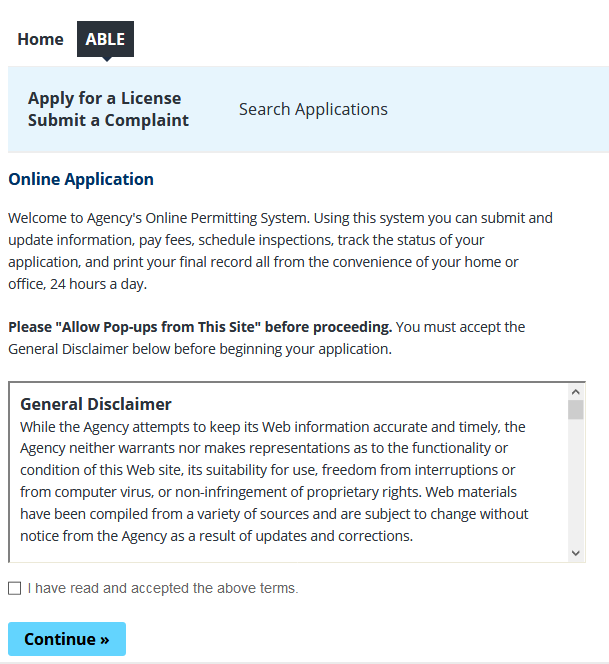 Home ABLE
Apply for a License
Submit a Complaint
Search Applications
Online Application
Welcome to Agency's Online Permitting System. Using this system you can submit and
update information, pay fees, schedule inspections, track the status of your
application, and print your final record all from the convenience of your home or
office, 24 hours a day.
Please "Allow Pop-ups from This Site" before proceeding. You must accept the
General Disclaimer below before beginning your application.
General Disclaimer
While the Agency attempts to keep its Web information accurate and timely, the
Agency neither warrants nor makes representations as to the functionality or
condition of this Web site, its suitability for use, freedom from interruptions or
from computer virus, or non-infringement of proprietary rights. Web materials
have been compiled from a variety of sources and are subject to change without
notice from the Agency as a result of updates and corrections.
I have read and accepted the above terms.
Continue »